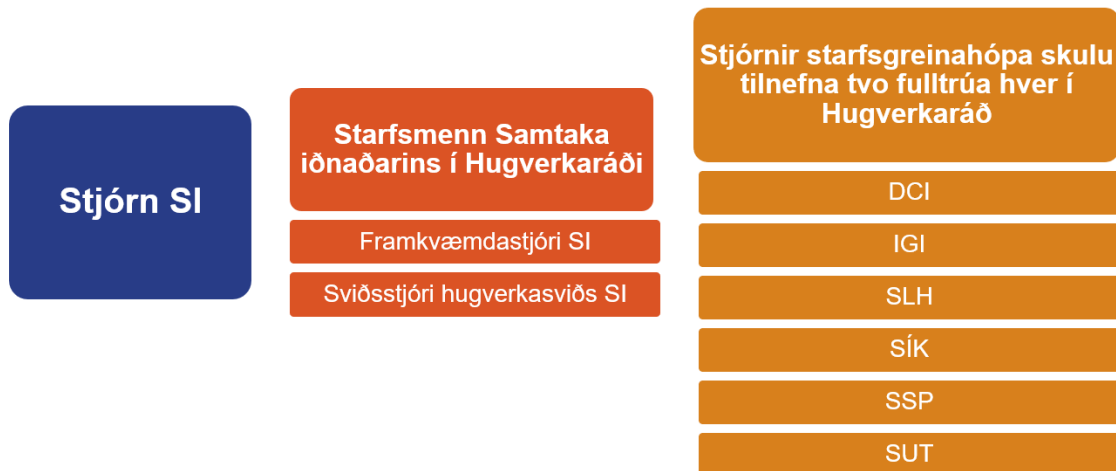 Stjórn SI
Starfsmenn Samtaka
iðnaðarins í Hugverkaráði
Framkvæmdastjóri SI
Sviðsstjóri hugverkasviðs SI
Stjórnir starfsgreinahópa skulu
tilnefna tvo fulltrúa hver í
Hugverkaráð
DCI
IGI
SLH
SÍK
SSP
SUT